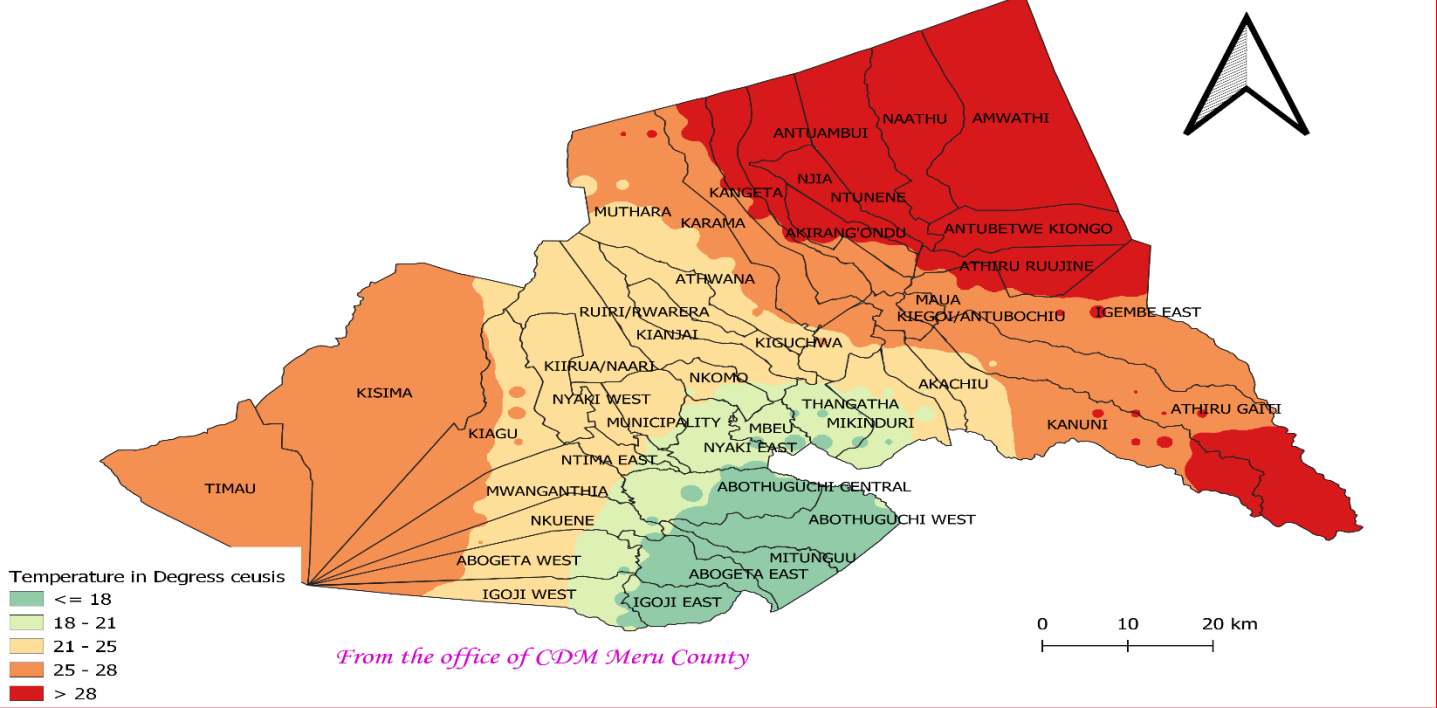 NAATHU
AMWATHI
ANTUAMBUI
NJIA
KANGETA
NTUNENE
MUTHARA
KARAMA
AKIRANG'ONDU
ANTUBETWE KIONGO
ATHIRU RUUJINE
ATHWANA
MAUA
RUIRI/RWARERA
KIEGOI/ANTUBOCHIU
IGEMBE EAST
KIANJAI
KIGUCHWA
KIIRUA/NAARI
NKOMO
AKACHIU
KISIMA
NYAKI WEST
THANGATHA
ATHIRU GAITI
MUNICIPALITY
MIKINDURI
KANUNI
MBEU
KIAGU
NYAKI EAST
NTIMA EAST
TIMAU
MWANGANTHIA
ABOTHUGUCHI CENTRAL
NKUENE
ABOTHUGUCHI WEST
ABOGETA WEST
MITUNGUU
ABOGETA EAST
IGOJI WEST
IGOJI EAST
Temperature in Degress ceusis
<= 18
18 - 21
21 - 25
25 - 28
> 28
0 10 20 km
From the office of CDM Meru County